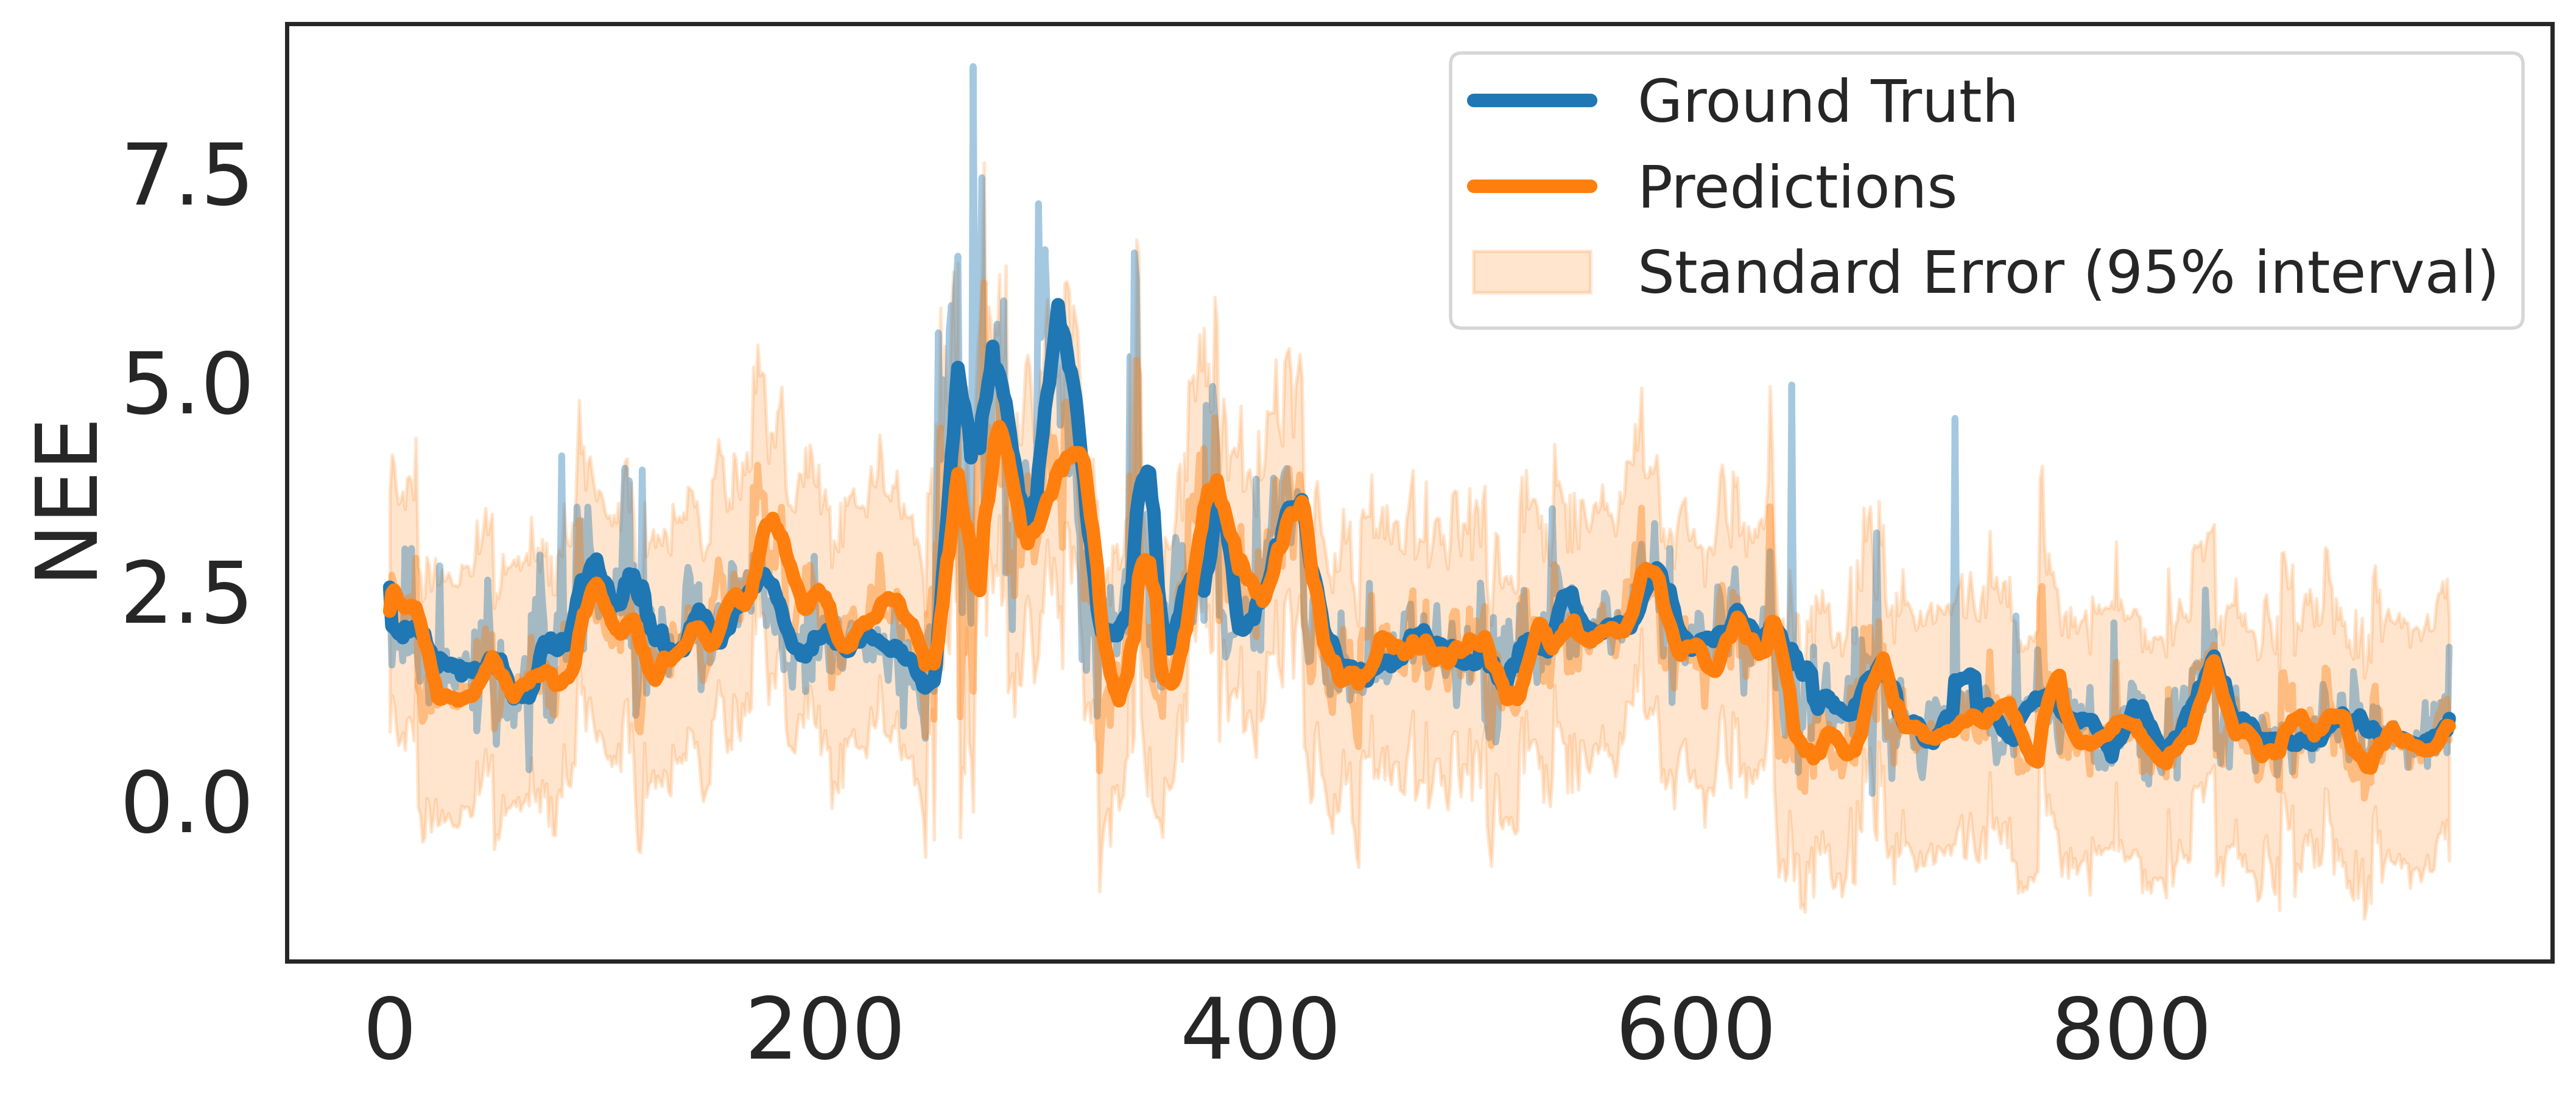 Ground Truth
Predictions
Standard Error (95% interval)
NEE
7.5
5.0
2.5
0.0
0 200 400 600 800